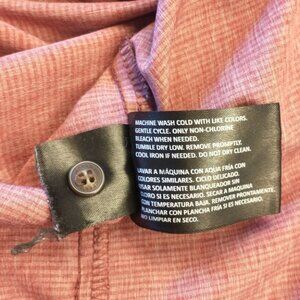 MACHINE WASH COLD WITH LIKE COLORS.
GENTLE CYCLE. ONLY NON-CHLORINE
BLEACH WHEN NEEDED.
TUMBLE DRY LOW. REMOVE PROMPTLY.
COOL IRON IF NEEDED. DO NOT DRY CLEAN.
LAVAR A MÁQUINA CON AGUA FRÍA CON
COLORES SIMILARES. CICLO DELICADO.
USAR SOLAMENTE BLANQUEADOR SIN
CLORO SI ES NECESARIO. SECAR A MAQUINA
CON TEMPERATURA BAJA. REMOVER PRONTAMENTE.
PLANCHAR CON PLANCHA FRÍA SI ES NECESARIO.
NO LIMPIAR EN SECO.